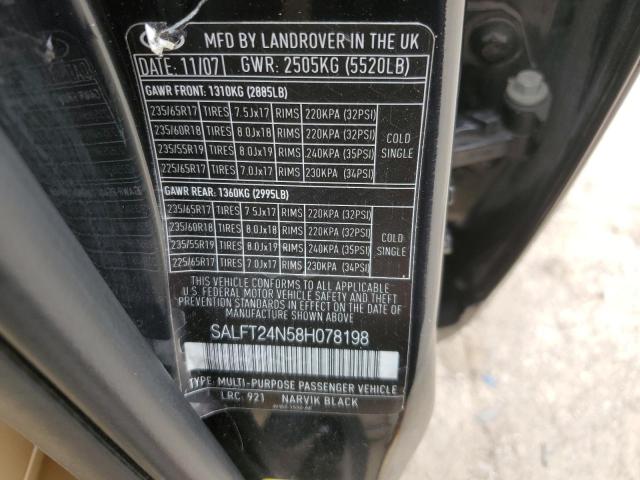 MFD BY LANDROVER IN THE UK
DATE: 11/07 GWR: 2505KG (5520LB)
GAWR FRONT: 1310KG (2885LB)
235/65R17 TIRES 7.5Jx17 RIMS 220KPA (32PSI)
235/60R18 TIRES 8.0Jx18 RIMS 220KPA (32PSI)
235/55R19 TIRES 8.0Jx19 RIMS 240KPA (35PSI)
225/65R17 TIRES 7.0Jx17 RIMS 230KPA (34PSI)
COLD
SINGLE
GAWR REAR: 1360KG (2995LB)
235/65R17 TIRES 7.5Jx17 RIMS 220KPA (32PSI)
235/60R18 TIRES 8.0Jx18 RIMS 220KPA (32PSI)
235/55R19 TIRES 8.0Jx19 RIMS 240KPA (35PSI)
225/65R17 TIRES 7.0Jx17 RIMS 230KPA (34PSI)
COLD
SINGLE
THIS VEHICLE CONFORMS TO ALL APPLICABLE
U.S. FEDERAL MOTOR VEHICLE SAFETY AND THEFT
PREVENTION STANDARDS IN EFFECT ON THE DATE OF
MANUFACTURE SHOWN ABOVE.
SALFT24N58H078198
TYPE: MULTI-PURPOSE PASSENGER VEHICLE
LRC: 921 NARVIK BLACK